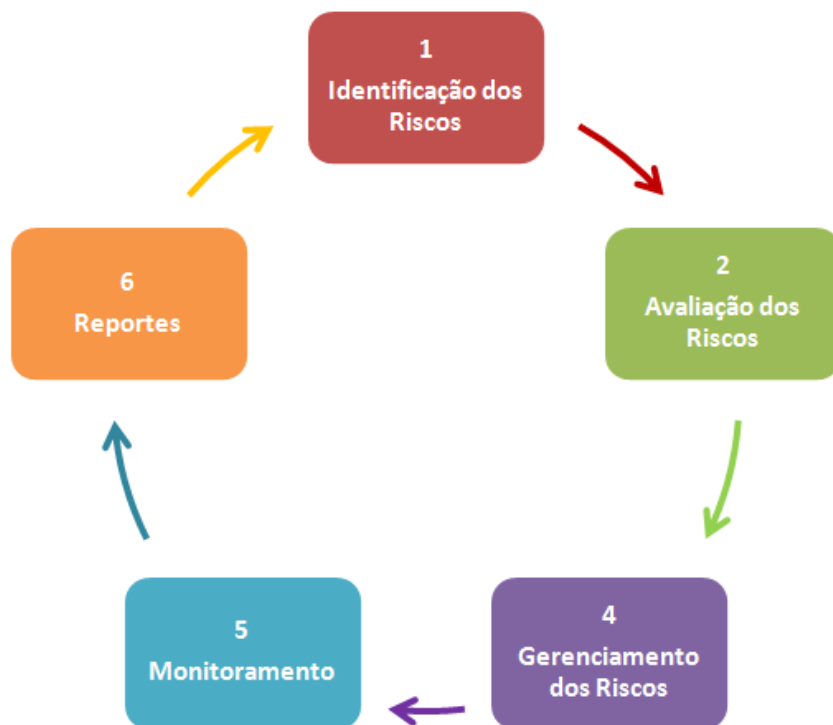 1
Identificação dos
Riscos
2
Avaliação dos
Riscos
4
Gerenciamento
dos Riscos
5
Monitoramento
6
Reportes